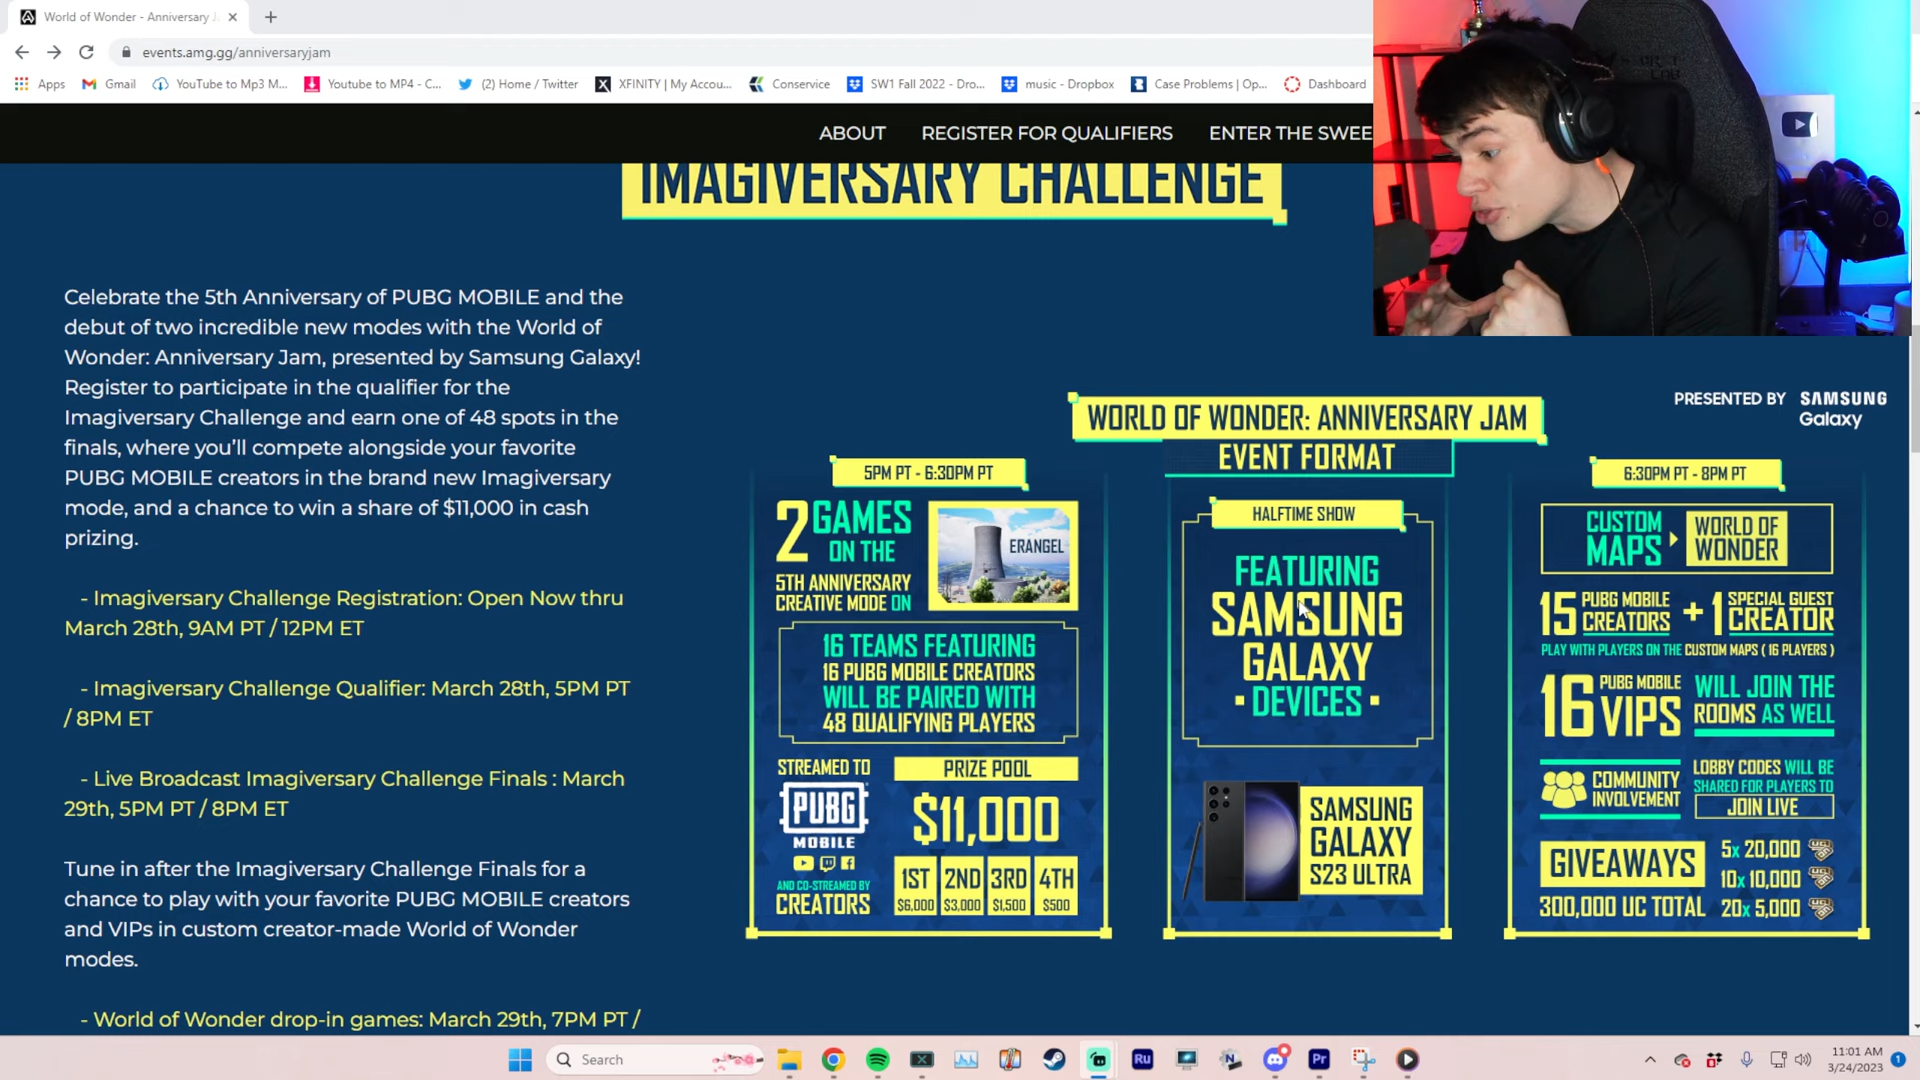 World of Wonder - Anniversary J
events.amg.gg/anniversaryjam
Apps
Gmail
YouTube to Mp3 M...
Youtube to MP4 - C...
(2) Home / Twitter
XFINITY | My Accou...
Conservice
SW1 Fall 2022 - Dro...
music - Dropbox
Case Problems | Op...
Dashboard
ABOUT
REGISTER FOR QUALIFIERS
ENTER THE SWEE
IMAGIVERSARY CHALLENGE
Celebrate the 5th Anniversary of PUBG MOBILE and the
debut of two incredible new modes with the World of
Wonder: Anniversary Jam, presented by Samsung Galaxy!
Register to participate in the qualifier for the
Imagiversary Challenge and earn one of 48 spots in the
finals, where you'll compete alongside your favorite
PUBG MOBILE creators in the brand new Imagiversary
mode, and a chance to win a share of $11,000 in cash
prizing.
- Imagiversary Challenge Registration: Open Now thru
March 28th, 9AM PT / 12PM ET
- Imagiversary Challenge Qualifier: March 28th, 5PM PT
/ 8PM ET
- Live Broadcast Imagiversary Challenge Finals : March
29th, 5PM PT / 8PM ET
Tune in after the Imagiversary Challenge Finals for a
chance to play with your favorite PUBG MOBILE creators
and VIPs in custom creator-made World of Wonder
modes.
- World of Wonder drop-in games: March 29th, 7PM PT /
PRESENTED BY SAMSUNG
Galaxy
WORLD OF WONDER: ANNIVERSARY JAM
EVENT FORMAT
5PM PT - 6:30PM PT
2 GAMES
ON THE
5TH ANNIVERSARY
CREATIVE MODE ON
ERANGEL
16 TEAMS FEATURING
16 PUBG MOBILE CREATORS
WILL BE PAIRED WITH
48 QUALIFYING PLAYERS
STREAMED TO
PUBG
MOBILE
AND CO-STREAMED BY
CREATORS
PRIZE POOL
$11,000
1ST 2ND 3RD 4TH
$6,000 $3,000 $1,500 $500
HALFTIME SHOW
FEATURING
SAMSUNG
GALAXY
• DEVICES •
SAMSUNG
GALAXY
S23 ULTRA
6:30PM PT - 8PM PT
CUSTOM
MAPS
WORLD OF
WONDER
15 PUBG MOBILE
CREATORS
+ 1 SPECIAL GUEST
CREATOR
PLAY WITH PLAYERS ON THE CUSTOM MAPS ( 16 PLAYERS )
16 PUBG MOBILE
VIPS
WILL JOIN THE
ROOMS AS WELL
COMMUNITY
INVOLVEMENT
LOBBY CODES WILL BE
SHARED FOR PLAYERS TO
JOIN LIVE
GIVEAWAYS
300,000 UC TOTAL
5x 20,000
10x 10,000
20x 5,000
Search
Ru
N
Pr
11:01 AM
3/24/2023
1